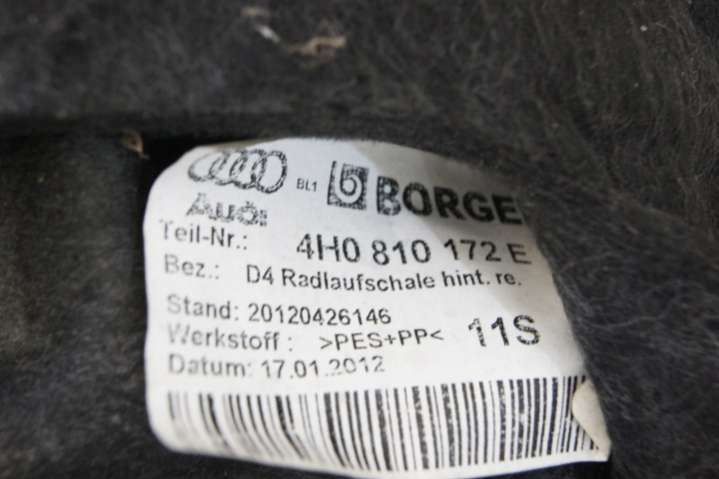 BL1 BORGE
Audi
Teil-Nr.: 4H0 810 172 E
Bez.: D4 Radlaufschale hint. re.
Stand: 20120426146
Werkstoff : >PES+PP< 11S
Datum: 17.01.2012